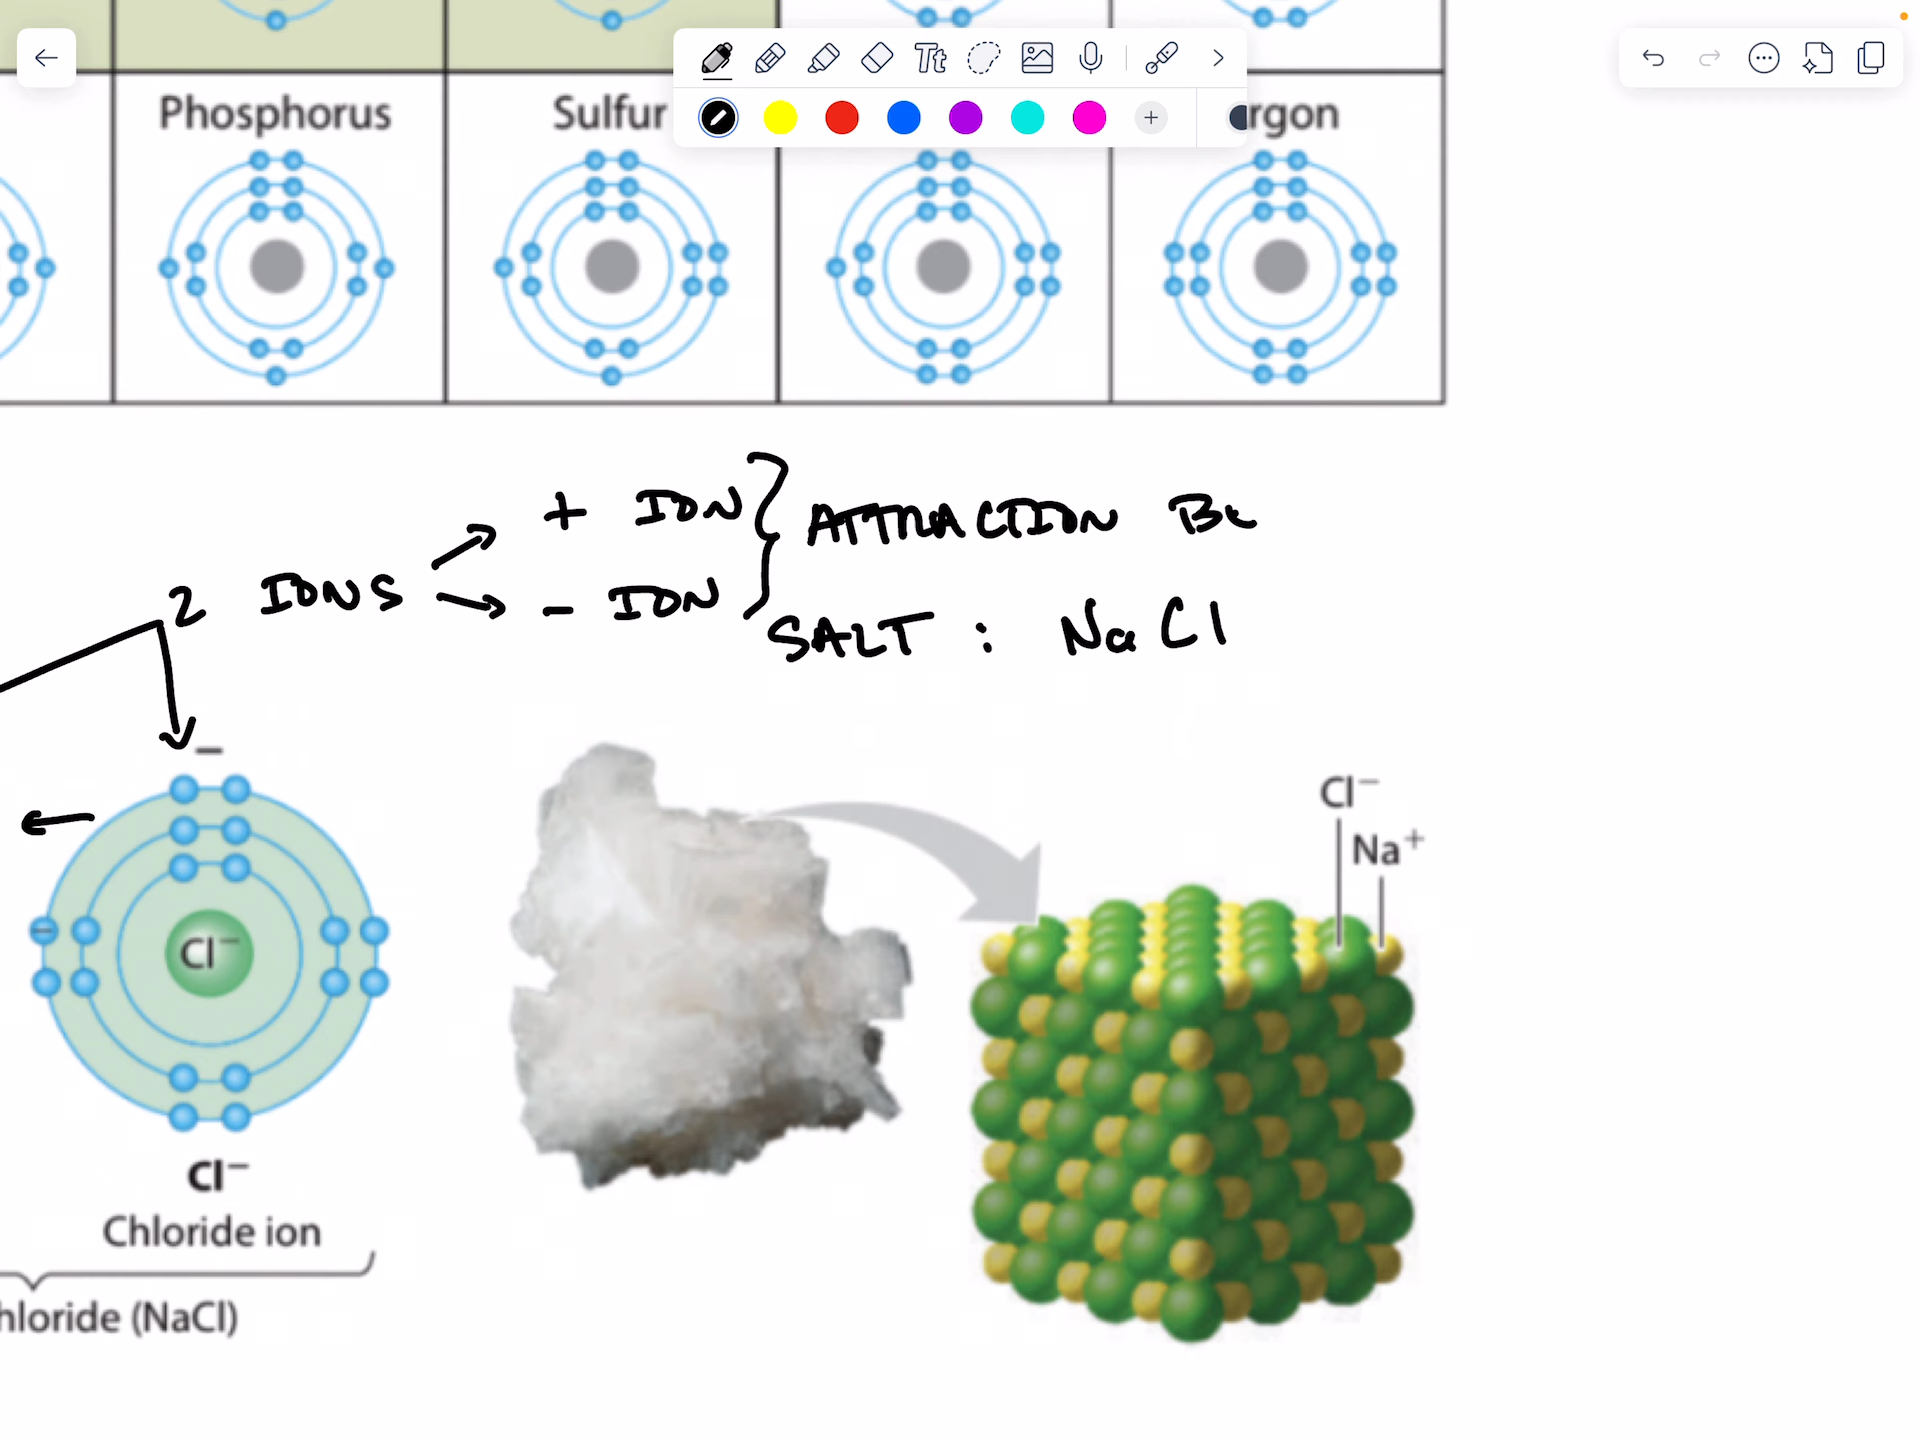 Tt
Phosphorus
Sulfur
rgon
+ ION
ATTRACTION Be
2 IONS
- ION
SALT : NaCl
–
Cl⁻
Na⁺
Cl⁻
Cl⁻
Chloride ion
hloride (NaCl)